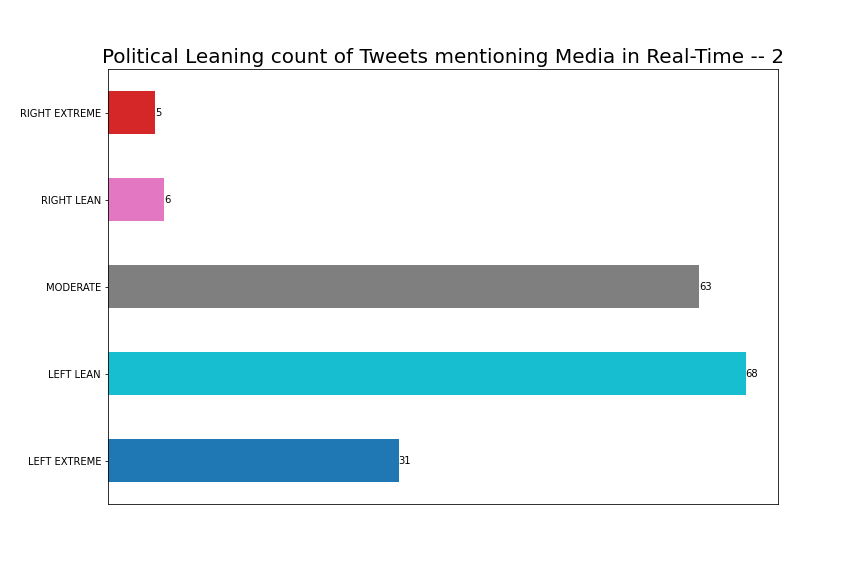 Political Leaning count of Tweets mentioning Media in Real-Time -- 2
RIGHT EXTREME 5
RIGHT LEAN 6
MODERATE 63
LEFT LEAN 68
LEFT EXTREME 31